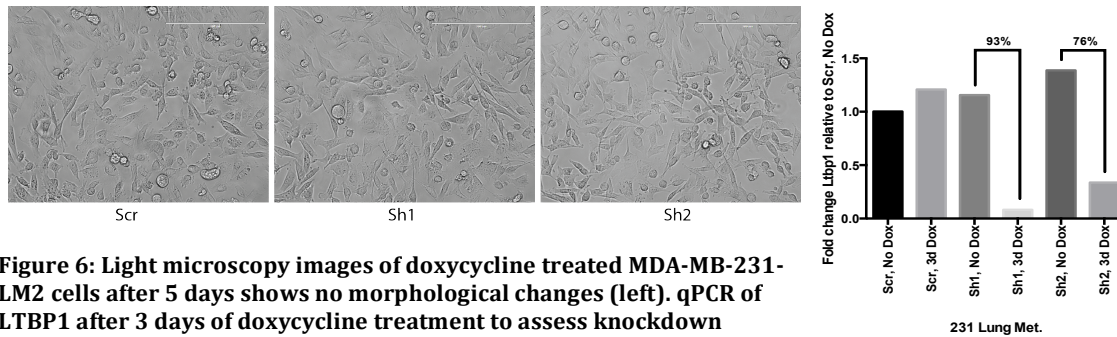 Scr
Sh1
Sh2
Figure 6: Light microscopy images of doxycycline treated MDA-MB-231-
LM2 cells after 5 days shows no morphological changes (left). qPCR of
LTBP1 after 3 days of doxycycline treatment to assess knockdown
Fold change Ltbp1 relative to Scr, No Dox
1.5
1.0
0.5
0.0
93%
76%
Scr, No Dox
Scr, 3d Dox
Sh1, No Dox
Sh1, 3d Dox
Sh2, No Dox
Sh2, 3d Dox
231 Lung Met.